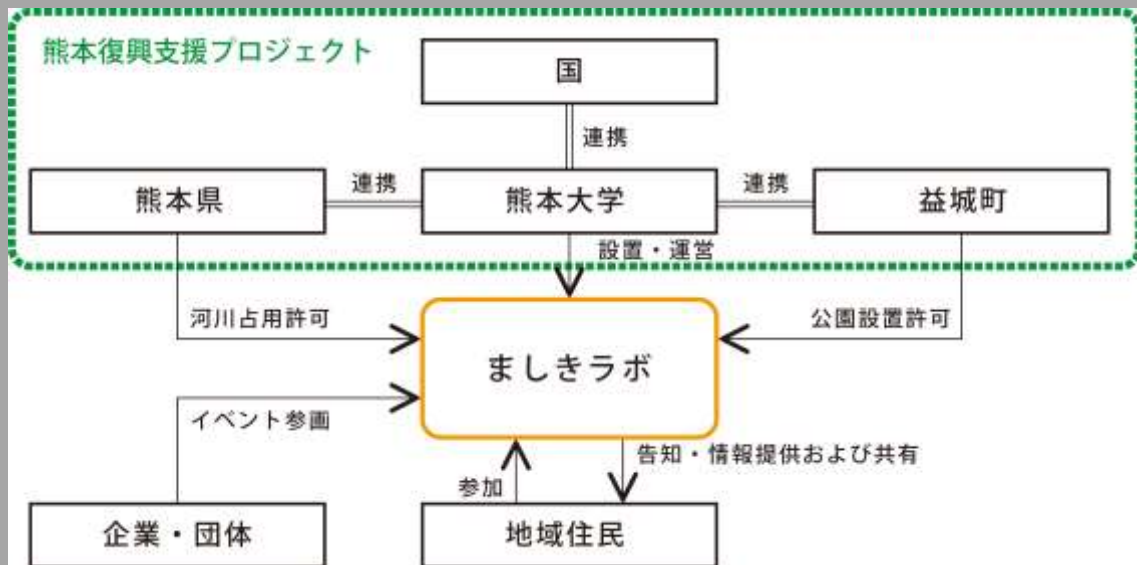 熊本復興支援プロジェクト
国
連携
熊本県
連携
熊本大学
連携
益城町
設置・運営
河川占用許可
公園設置許可
ましきラボ
イベント参画
告知・情報提供および共有
参加
企業・団体
地域住民